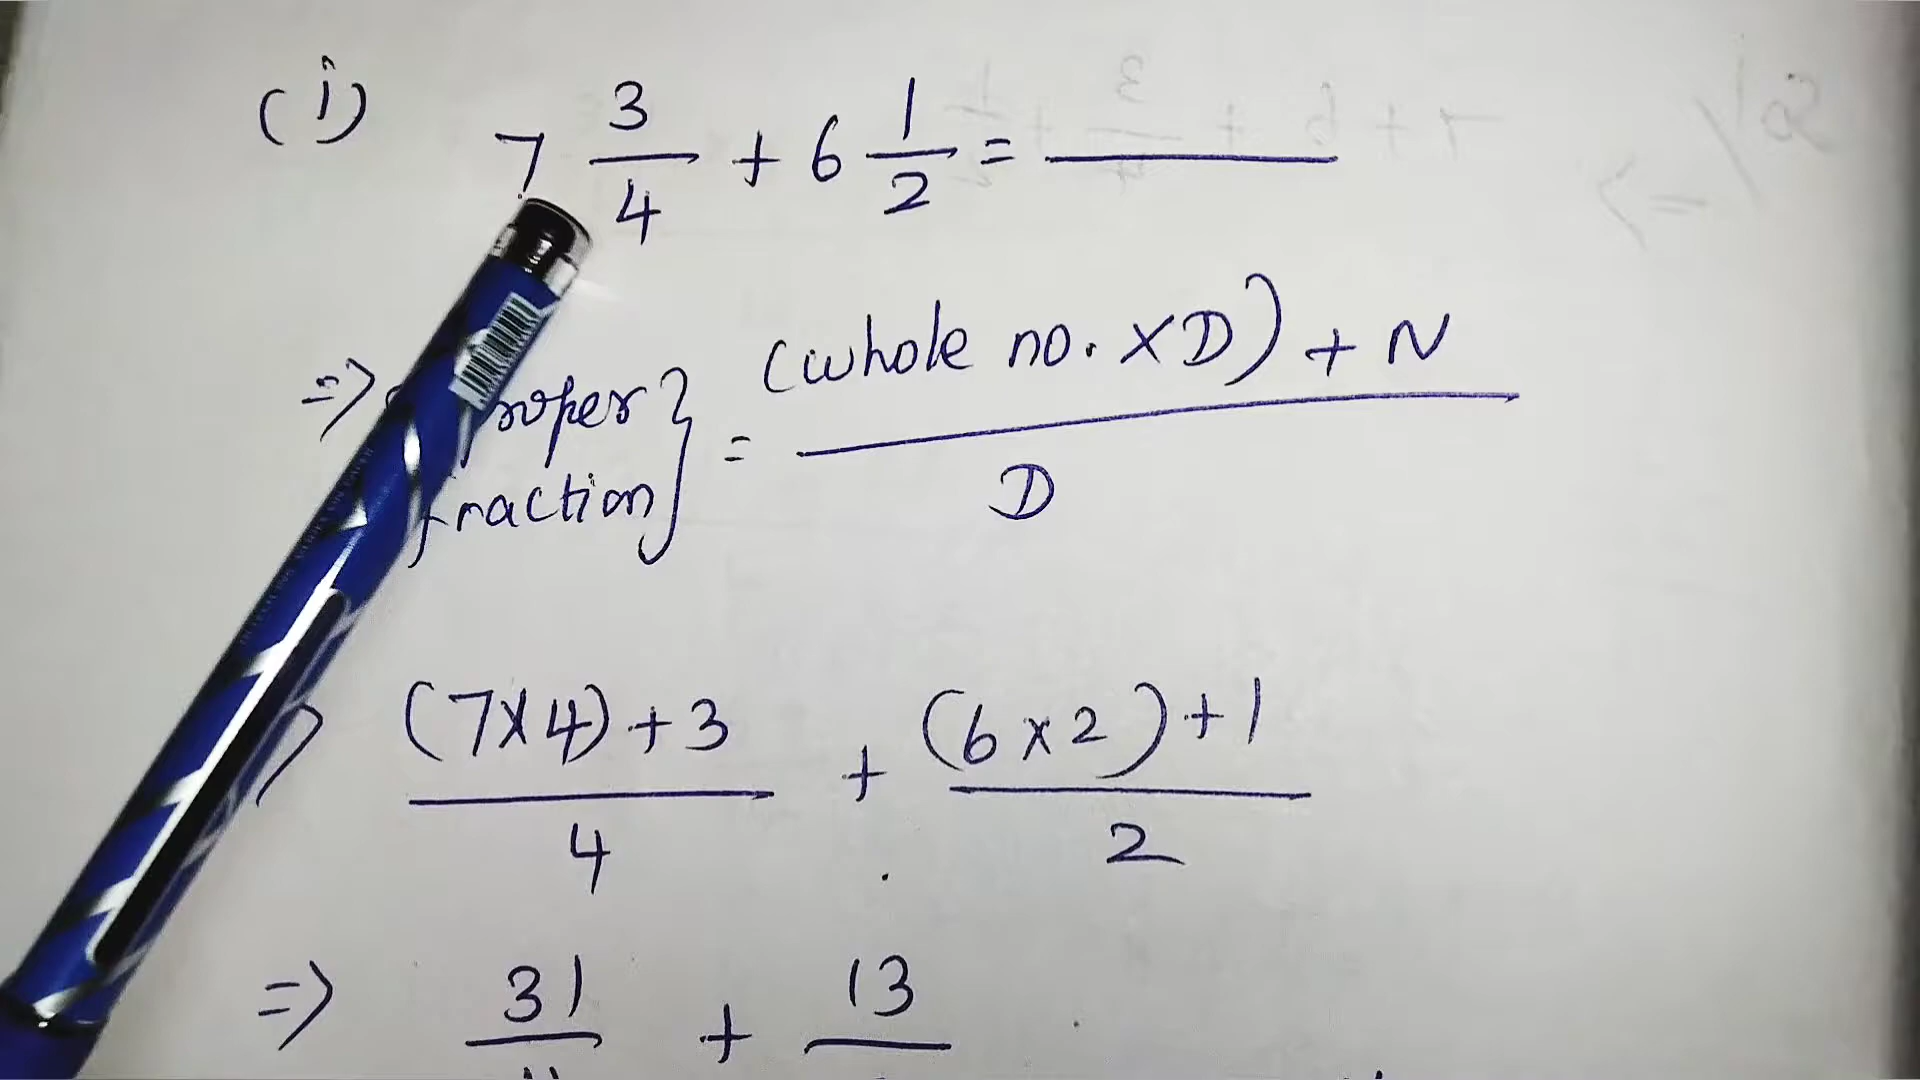 (i) 7 3/4 + 6 1/2 = ______
=> roper fraction } = (whole no. × D) + N / D
(7×4)+3 / 4 + (6×2)+1 / 2
=> 31 + 13